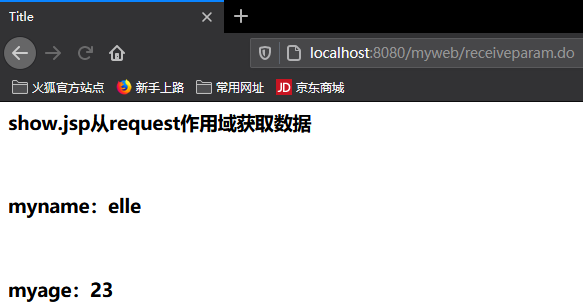 Title
localhost:8080/myweb/receiveparam.do
火狐官方站点 新手上路 常用网址 JD 京东商城
show.jsp从request作用域获取数据
myname：elle
myage：23